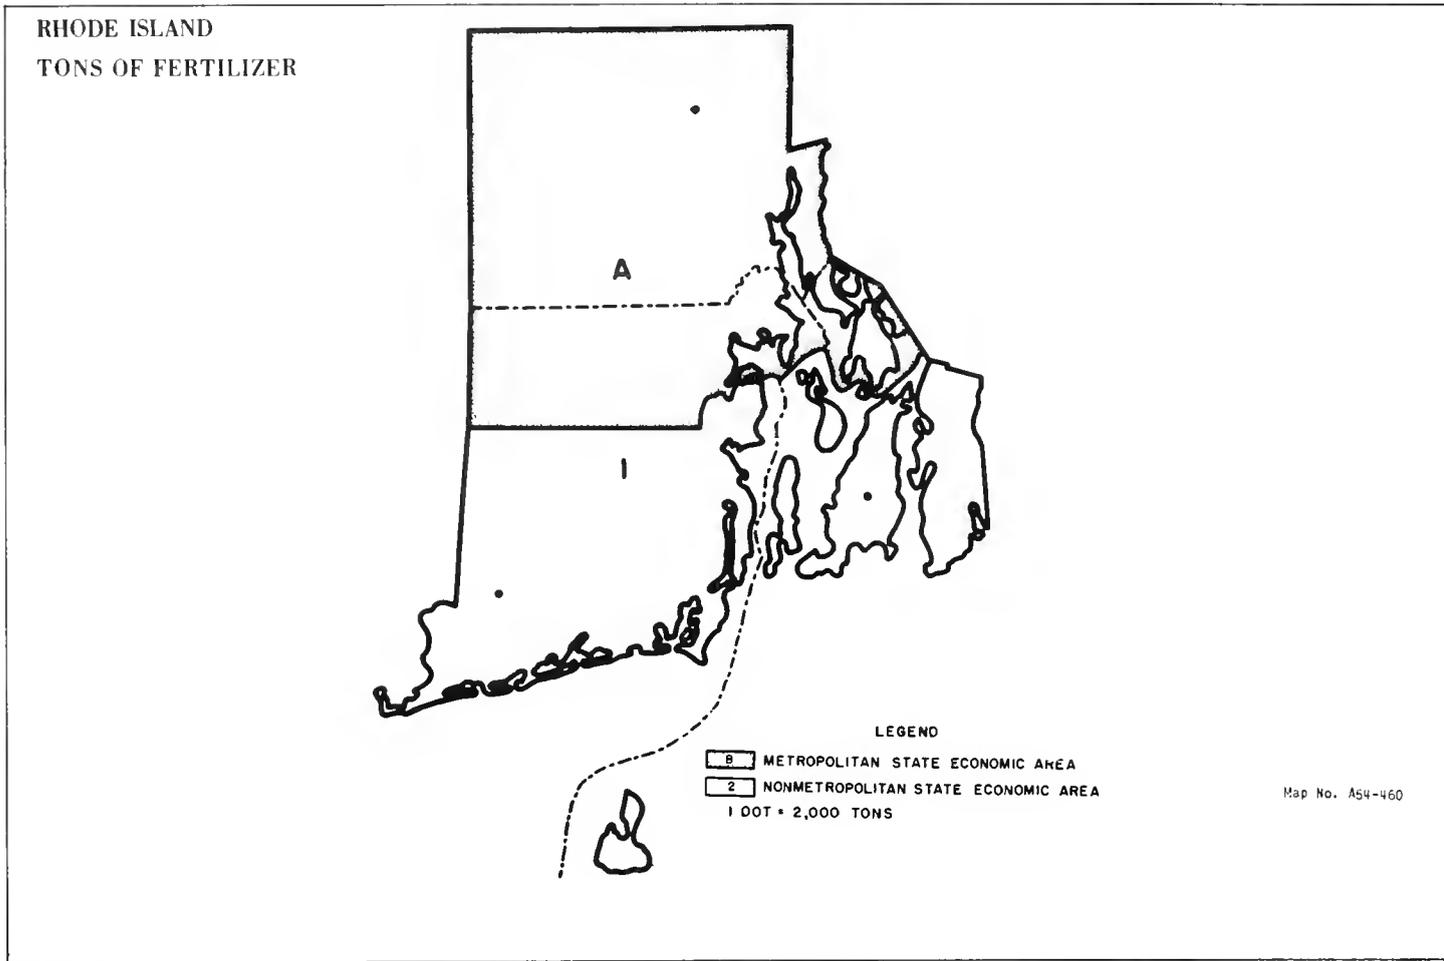 RHODE ISLAND
TONS OF FERTILIZER
A
1
LEGEND
B METROPOLITAN STATE ECONOMIC AREA
2 NONMETROPOLITAN STATE ECONOMIC AREA
1 DOT = 2,000 TONS
Map No. A54-460